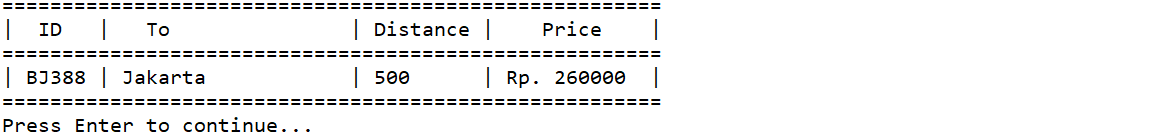 =======================================================
|  ID   |   To               | Distance |    Price    |
=======================================================
| BJ388 | Jakarta            | 500      | Rp. 260000  |
=======================================================
Press Enter to continue...